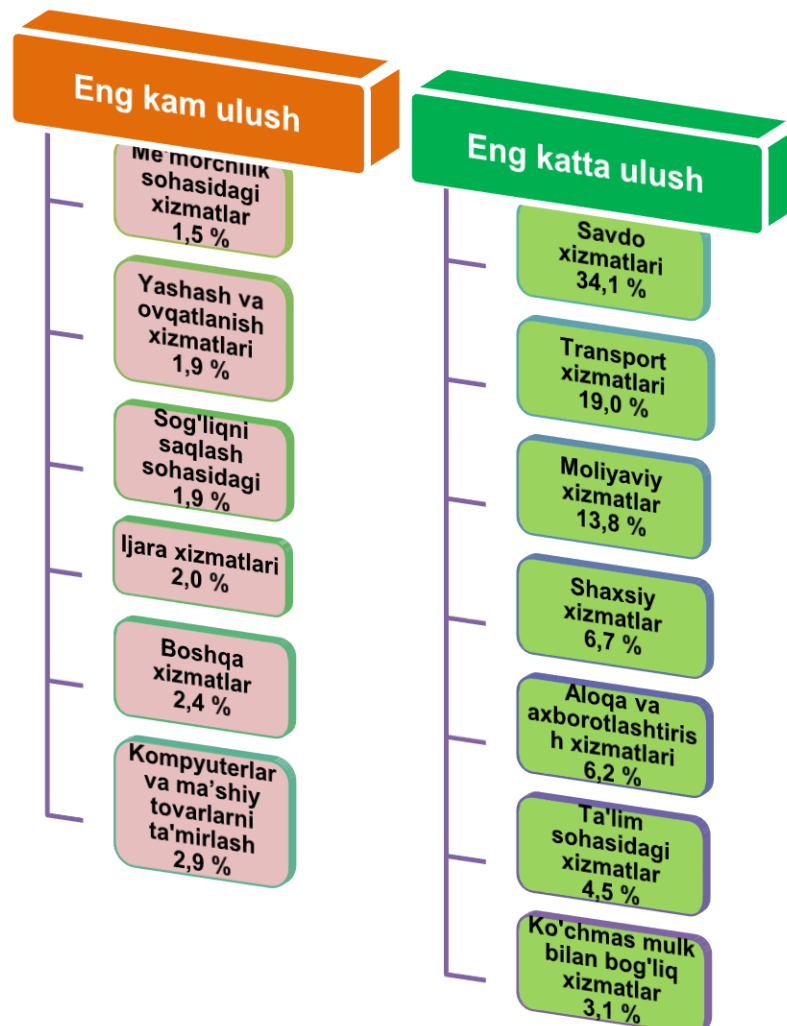 Eng kam ulush
Me'morchilik
sohasidagi
xizmatlar
1,5 %
Yashash va
ovqatlanish
xizmatlari
1,9 %
Sog'liqni
saqlash
sohasidagi
1,9 %
Ijara xizmatlari
2,0 %
Boshqa
xizmatlar
2,4 %
Kompyuterlar
va ma’shiy
tovarlarni
ta'mirlash
2,9 %
Eng katta ulush
Savdo
xizmatlari
34,1 %
Transport
xizmatlari
19,0 %
Moliyaviy
xizmatlar
13,8 %
Shaxsiy
xizmatlar
6,7 %
Aloqa va
axborotlashtiris
h xizmatlari
6,2 %
Ta'lim
sohasidagi
xizmatlar
4,5 %
Ko'chmas mulk
bilan bog'liq
xizmatlar
3,1 %